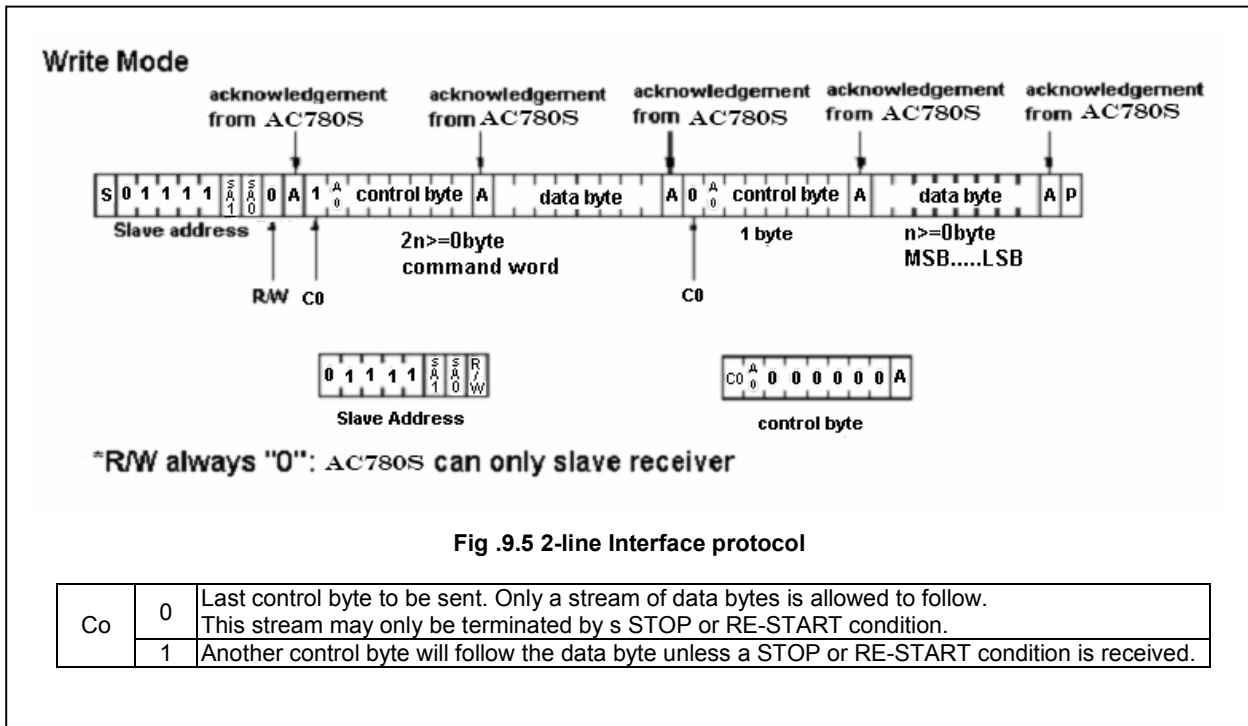 Write Mode
acknowledgement acknowledgement acknowledgement acknowledgement acknowledgement
from AC780S from AC780S from AC780S from AC780S from AC780S
S 0 1 1 1 1 SA1 SA0 0 A 1 A0 control byte A data byte A 0 A0 control byte A data byte A P
Slave address 2n>=0byte 1 byte n>=0byte
command word MSB.....LSB
R/W C0 C0
0 1 1 1 1 SA1 SA0 R/W C0 A0 0 0 0 0 0 0 A
Slave Address control byte
*R/W always "0": AC780S can only slave receiver
Fig .9.5 2-line Interface protocol
Co 0 Last control byte to be sent. Only a stream of data bytes is allowed to follow.
This stream may only be terminated by s STOP or RE-START condition.
1 Another control byte will follow the data byte unless a STOP or RE-START condition is received.